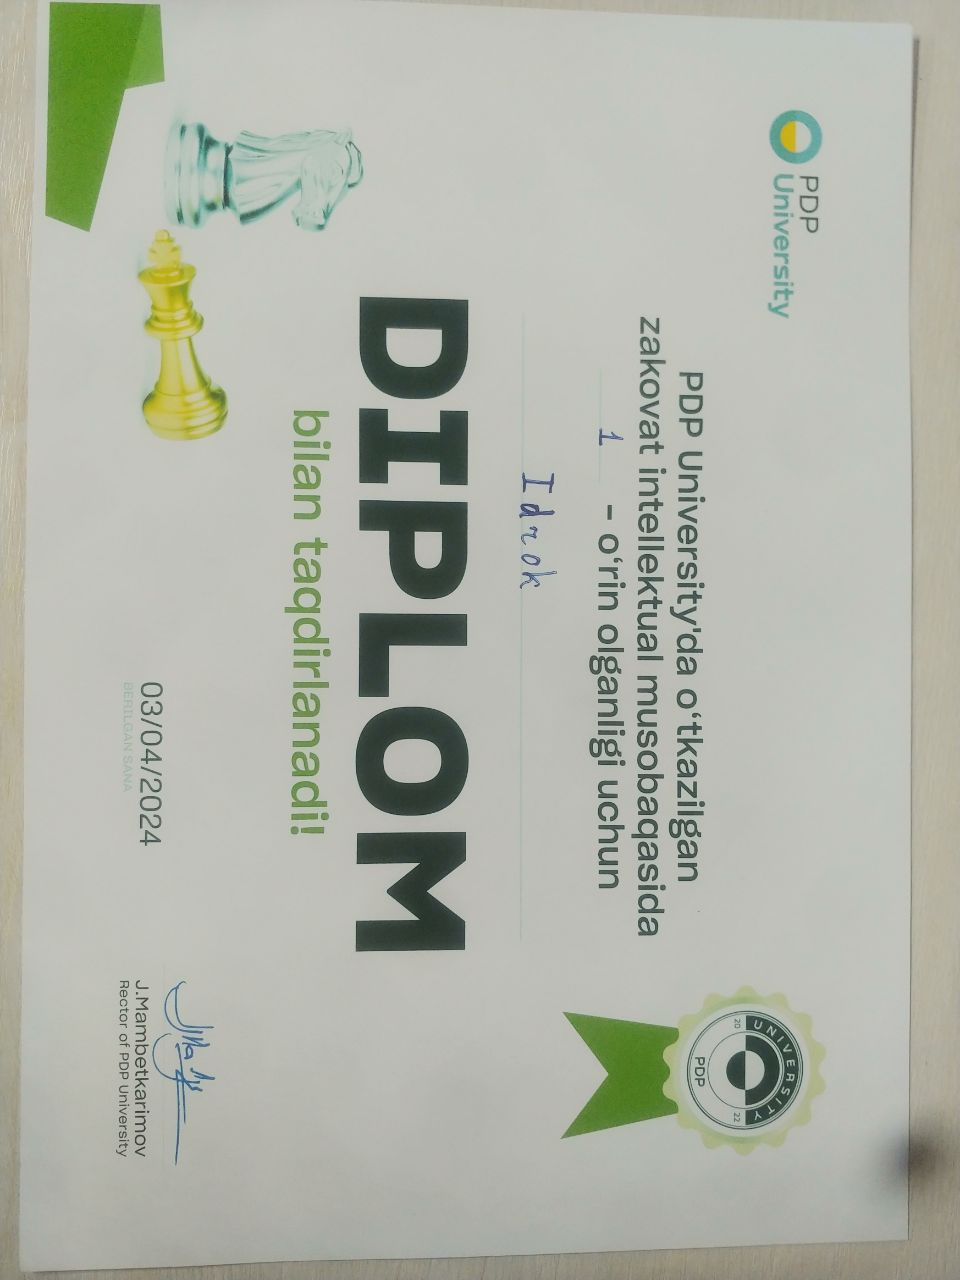 PDP
University
UNIVERSITY
20 22
PDP
PDP University'da o‘tkazilgan
zakovat intellektual musobaqasida
1 - o‘rin olganligi uchun
Idrok
DIPLOM
bilan taqdirlanadi!
03/04/2024
BERILGAN SANA
J.Mambetkarimov
Rector of PDP University